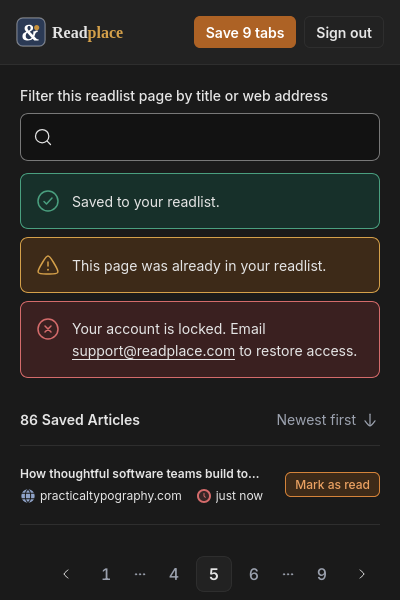 & Readplace
Save 9 tabs
Sign out
Filter this readlist page by title or web address
Saved to your readlist.
This page was already in your readlist.
Your account is locked. Email
support@readplace.com to restore access.
86 Saved Articles
Newest first ↓
How thoughtful software teams build to...
practicaltypography.com
just now
Mark as read
‹ 1 ... 4 5 6 ... 9 ›